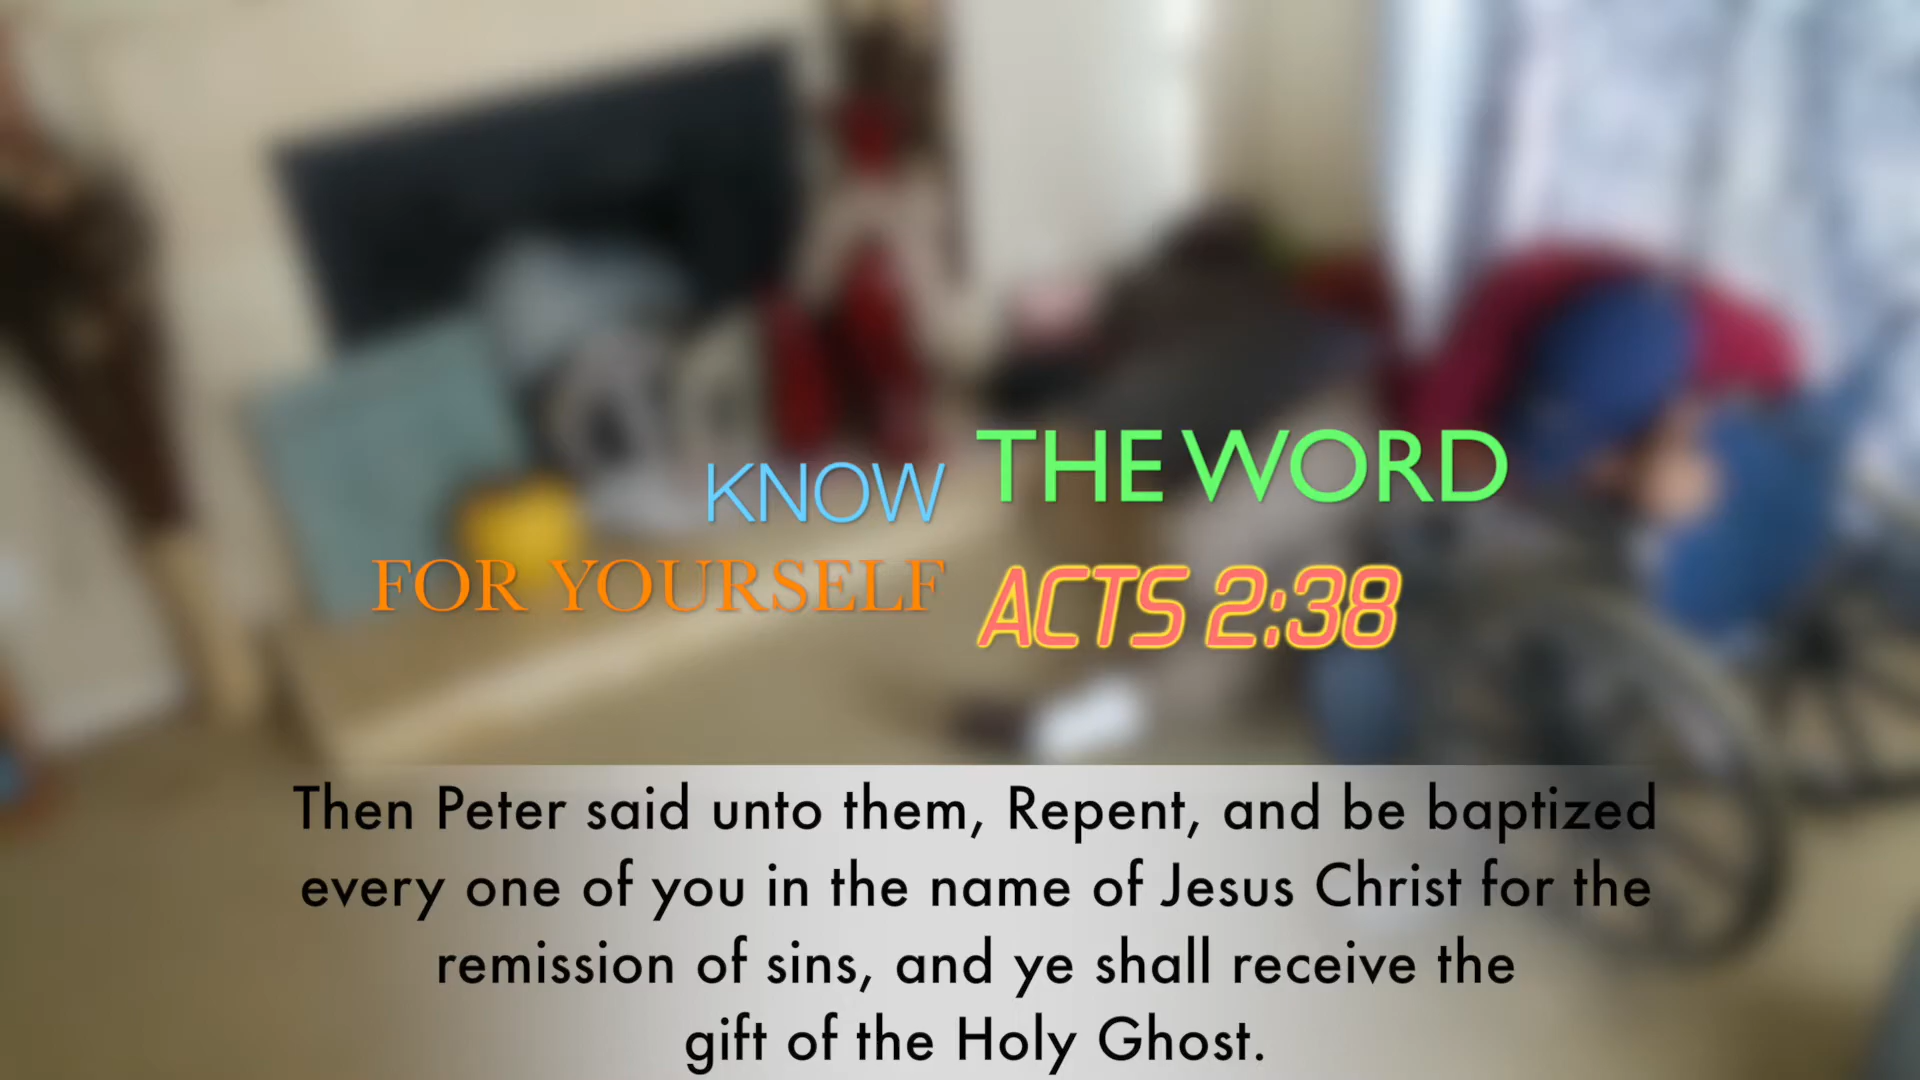 KNOW THE WORD
FOR YOURSELF ACTS 2:38
Then Peter said unto them, Repent, and be baptized
every one of you in the name of Jesus Christ for the
remission of sins, and ye shall receive the
gift of the Holy Ghost.